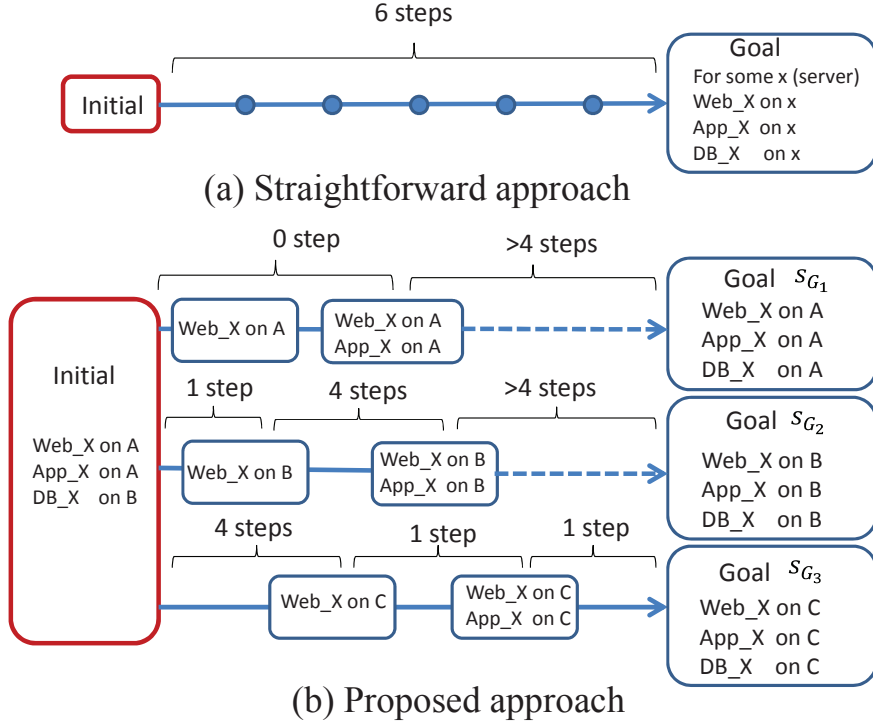 6 steps
Initial
Goal
For some x (server)
Web_X on x
App_X on x
DB_X on x
(a) Straightforward approach
0 step
>4 steps
Web_X on A
Web_X on A
App_X on A
Goal s_{G_1}
Web_X on A
App_X on A
DB_X on A
Initial
Web_X on A
App_X on A
DB_X on B
1 step
4 steps
>4 steps
Web_X on B
Web_X on B
App_X on B
Goal s_{G_2}
Web_X on B
App_X on B
DB_X on B
4 steps
1 step
1 step
Web_X on C
Web_X on C
App_X on C
Goal s_{G_3}
Web_X on C
App_X on C
DB_X on C
(b) Proposed approach